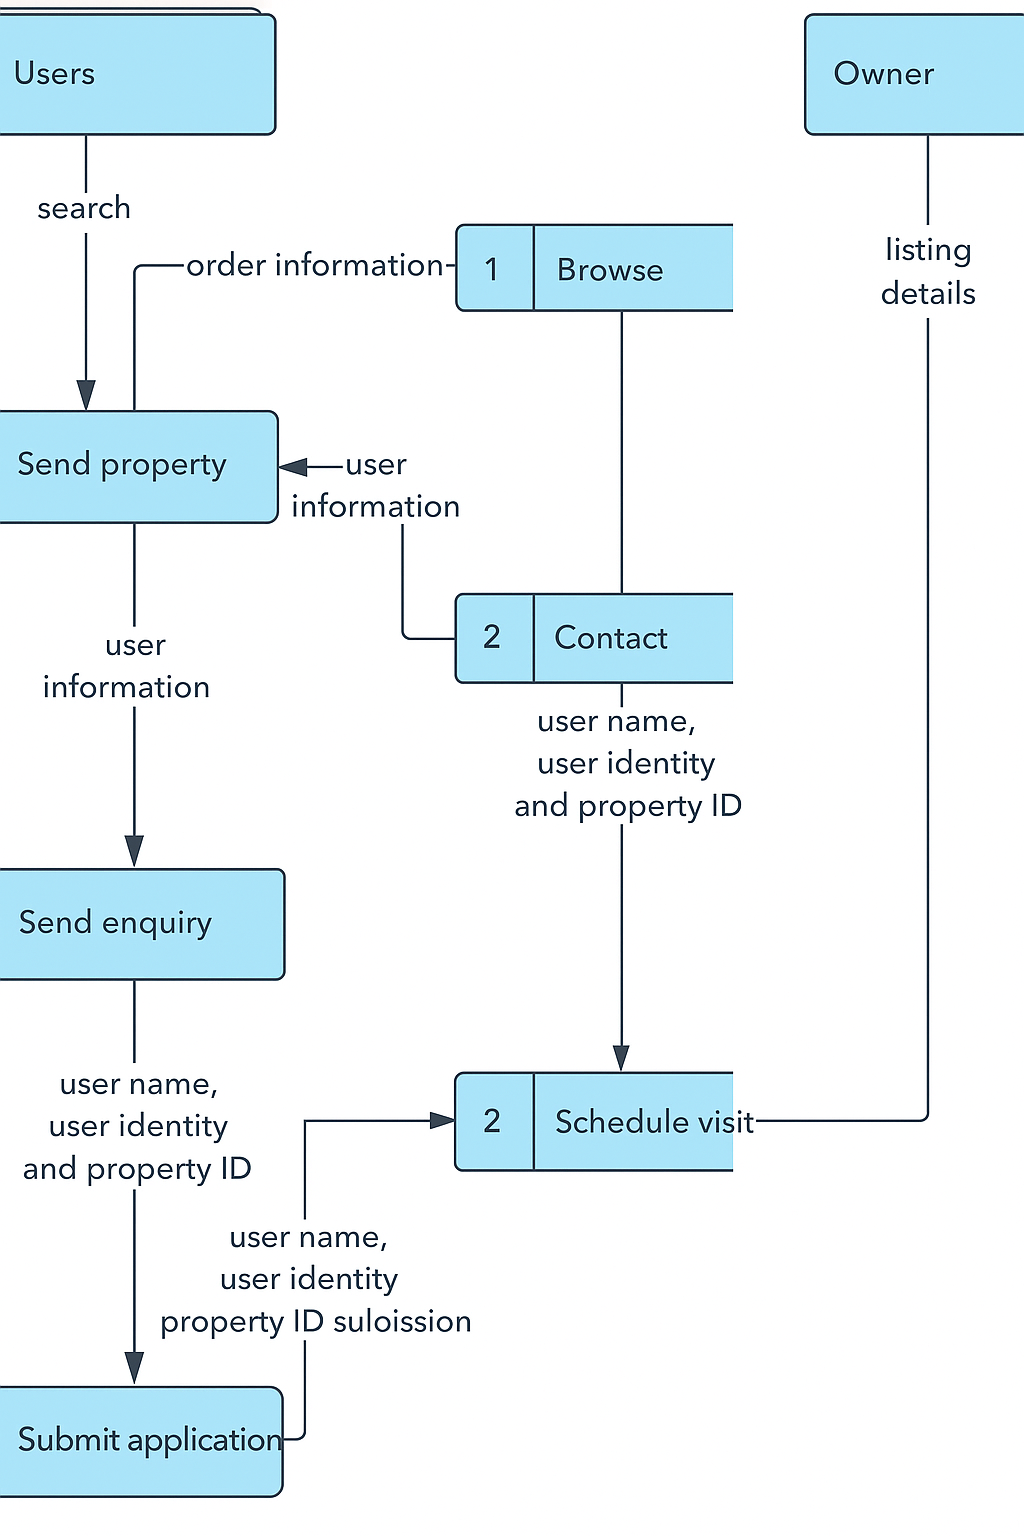 Users
Owner
search
listing
details
order information
1
Browse
Send property
user
information
2
Contact
user
information
user name,
user identity
and property ID
Send enquiry
user name,
user identity
and property ID
2
Schedule visit
user name,
user identity
property ID suloission
Submit application